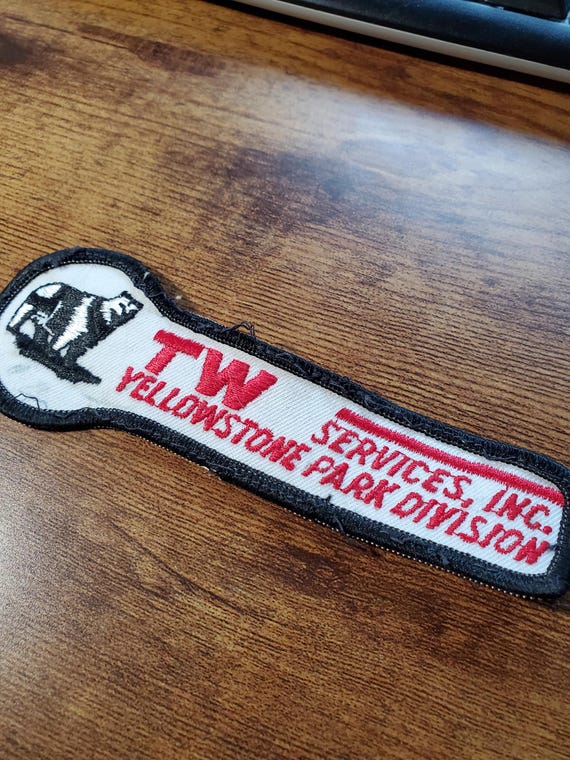 TW
SERVICES, INC.
YELLOWSTONE PARK DIVISION